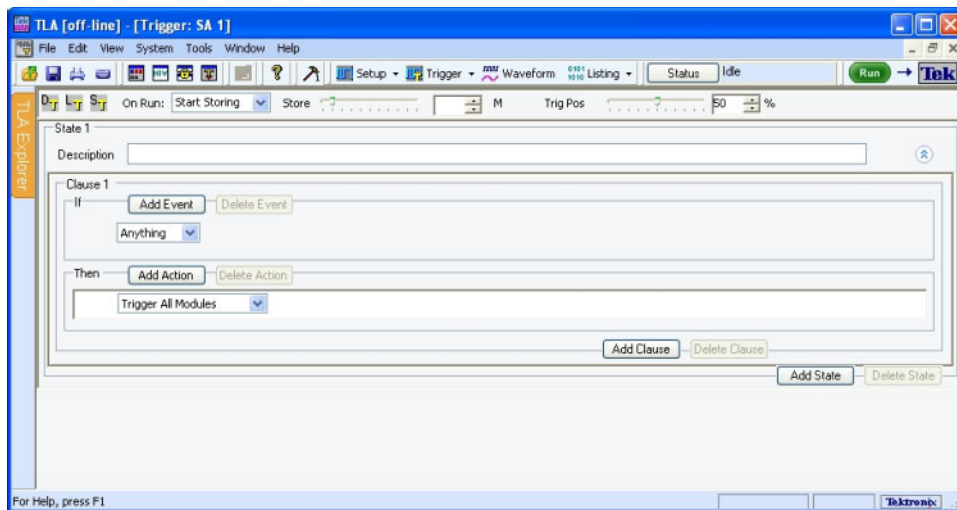 TLA [off-line] - [Trigger: SA 1]
File Edit View System Tools Window Help
Setup Trigger Waveform Listing Status Idle Run Tek
TLA Explorer
On Run: Start Storing Store M Trig Pos 50 %
State 1
Description
Clause 1
If Add Event Delete Event
Anything
Then Add Action Delete Action
Trigger All Modules
Add Clause Delete Clause
Add State Delete State
For Help, press F1 Tektronix